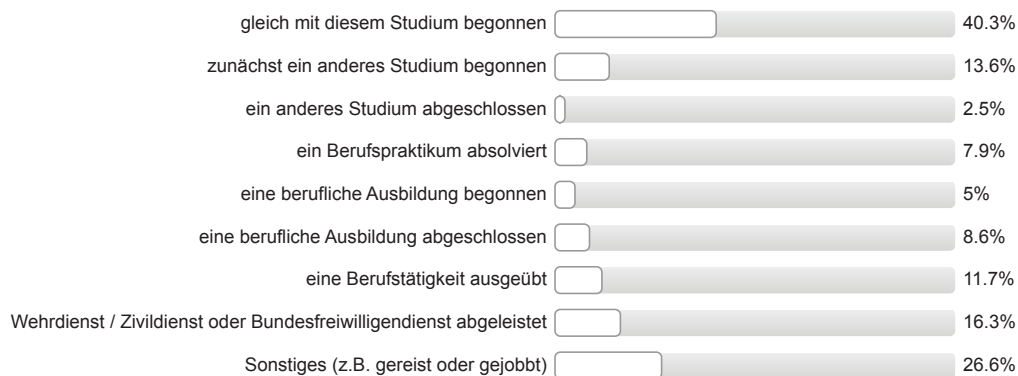 gleich mit diesem Studium begonnen 40.3%
zunächst ein anderes Studium begonnen 13.6%
ein anderes Studium abgeschlossen 2.5%
ein Berufspraktikum absolviert 7.9%
eine berufliche Ausbildung begonnen 5%
eine berufliche Ausbildung abgeschlossen 8.6%
eine Berufstätigkeit ausgeübt 11.7%
Wehrdienst / Zivildienst oder Bundesfreiwilligendienst abgeleistet 16.3%
Sonstiges (z.B. gereist oder gejobbt) 26.6%